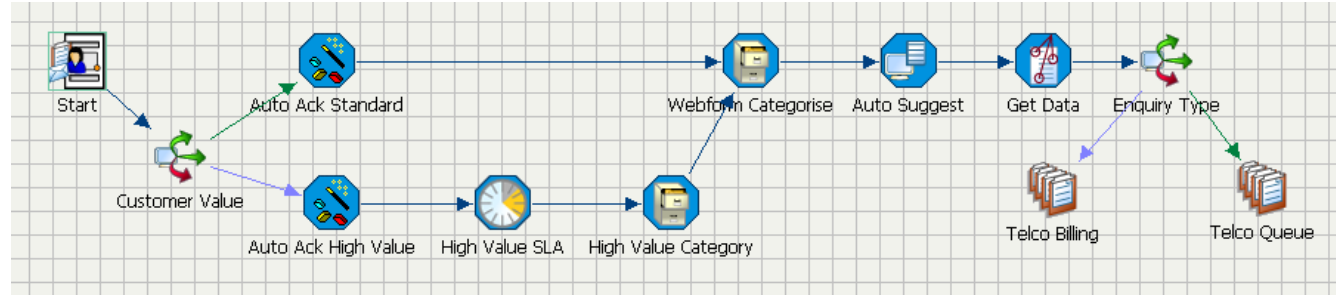 Start
Auto Ack Standard
Webform Categorise
Auto Suggest
Get Data
Enquiry Type
Customer Value
Auto Ack High Value
High Value SLA
High Value Category
Telco Billing
Telco Queue